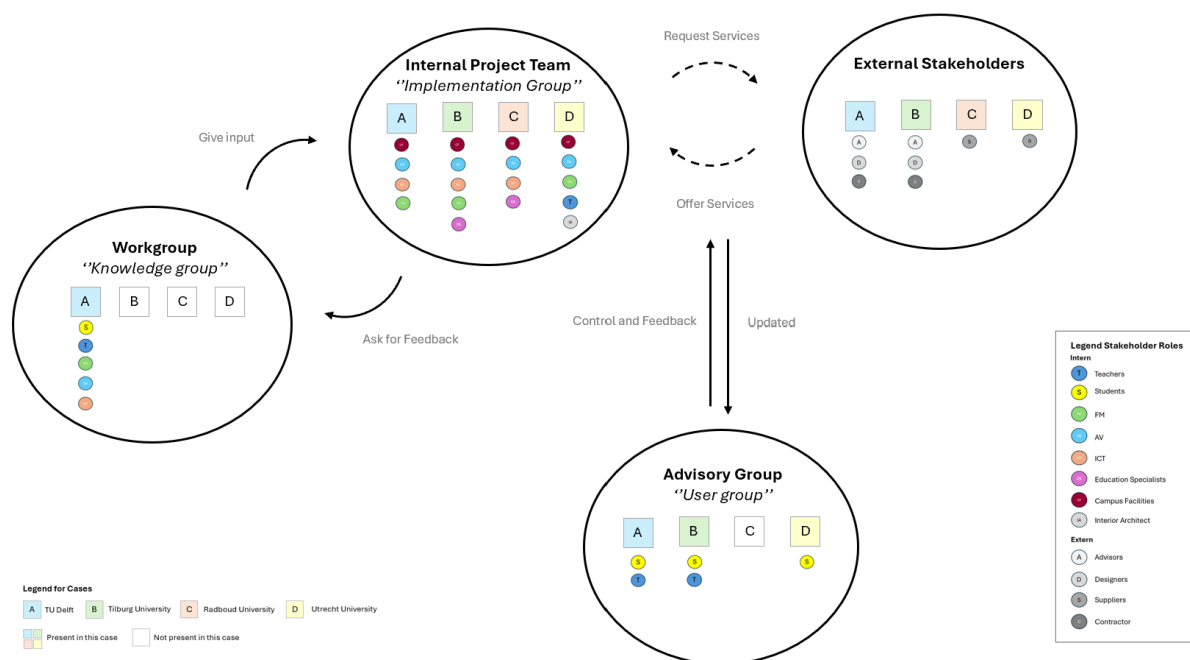 Request Services
Internal Project Team
‘’Implementation Group’’
A B C D
External Stakeholders
A B C D
A A S S
D D
C C
T
IA
Give input
Offer Services
Workgroup
‘’Knowledge group’’
A B C D
S
T
Ask for Feedback
Control and Feedback
Updated
Advisory Group
‘’User group’’
A B C D
S S S
T T
Legend Stakeholder Roles
Intern
T Teachers
S Students
FM
AV
ICT
Education Specialists
CF Campus Facilities
IA Interior Architect
Extern
A Advisors
D Designers
S Suppliers
C Contractor
Legend for Cases
A TU Delft B Tilburg University C Radboud University D Utrecht University
Present in this case Not present in this case